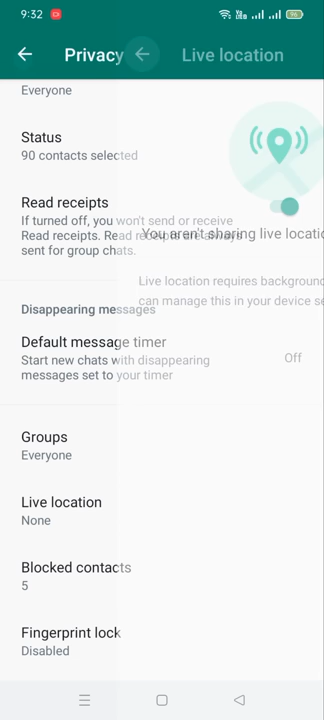 9:32
95
Privacy
Live location
Everyone
Status
90 contacts selected
Read receipts
If turned off, you won't send or receive
Read receipts. Read receipts are always
sent for group chats.
You aren't sharing live locatio
Live location requires background
can manage this in your device se
Disappearing messages
Default message timer
Start new chats with disappearing
messages set to your timer
Off
Groups
Everyone
Live location
None
Blocked contacts
5
Fingerprint lock
Disabled